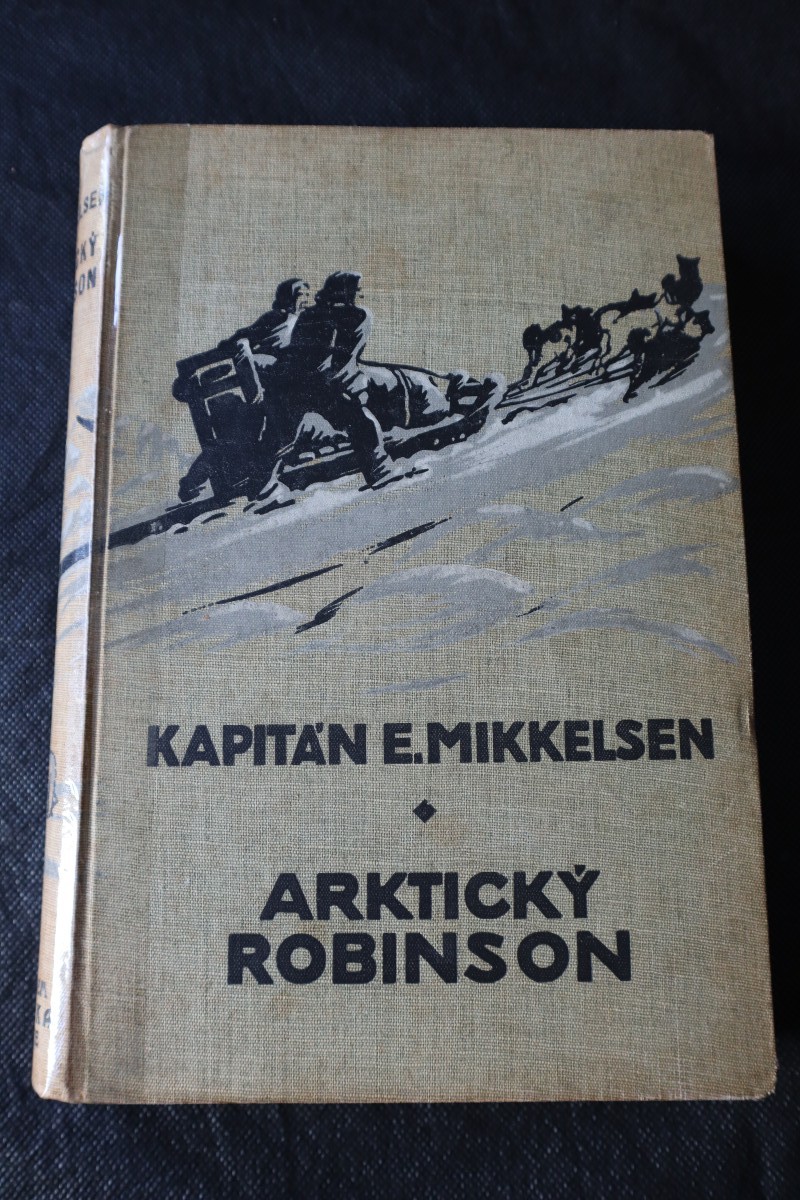 KAPITÁN E. MIKKELSEN
ARKTICKÝ
ROBINSON